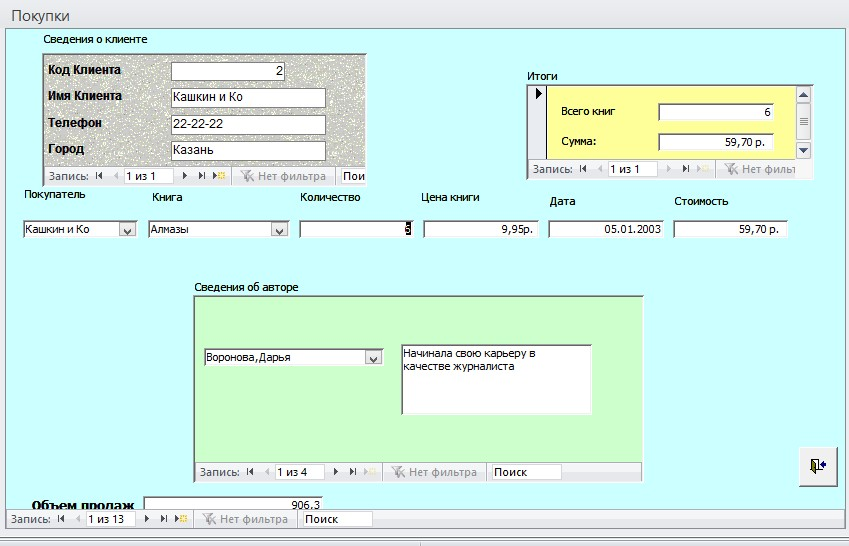 Покупки
Сведения о клиенте
Код Клиента 2
Имя Клиента Кашкин и Ко
Телефон 22-22-22
Город Казань
Запись: 1 из 1 Нет фильтра Пои
Итоги
Всего книг 6
Сумма: 59,70 р.
Запись: 1 из 1 Нет фильт
Покупатель Книга Количество Цена книги Дата Стоимость
Кашкин и Ко Алмазы 6 9,95р. 05.01.2003 59,70 р.
Сведения об авторе
Воронова,Дарья
Начинала свою карьеру в
качестве журналиста
Запись: 1 из 4 Нет фильтра Поиск
Объем продаж 906,3
Запись: 1 из 13 Нет фильтра Поиск